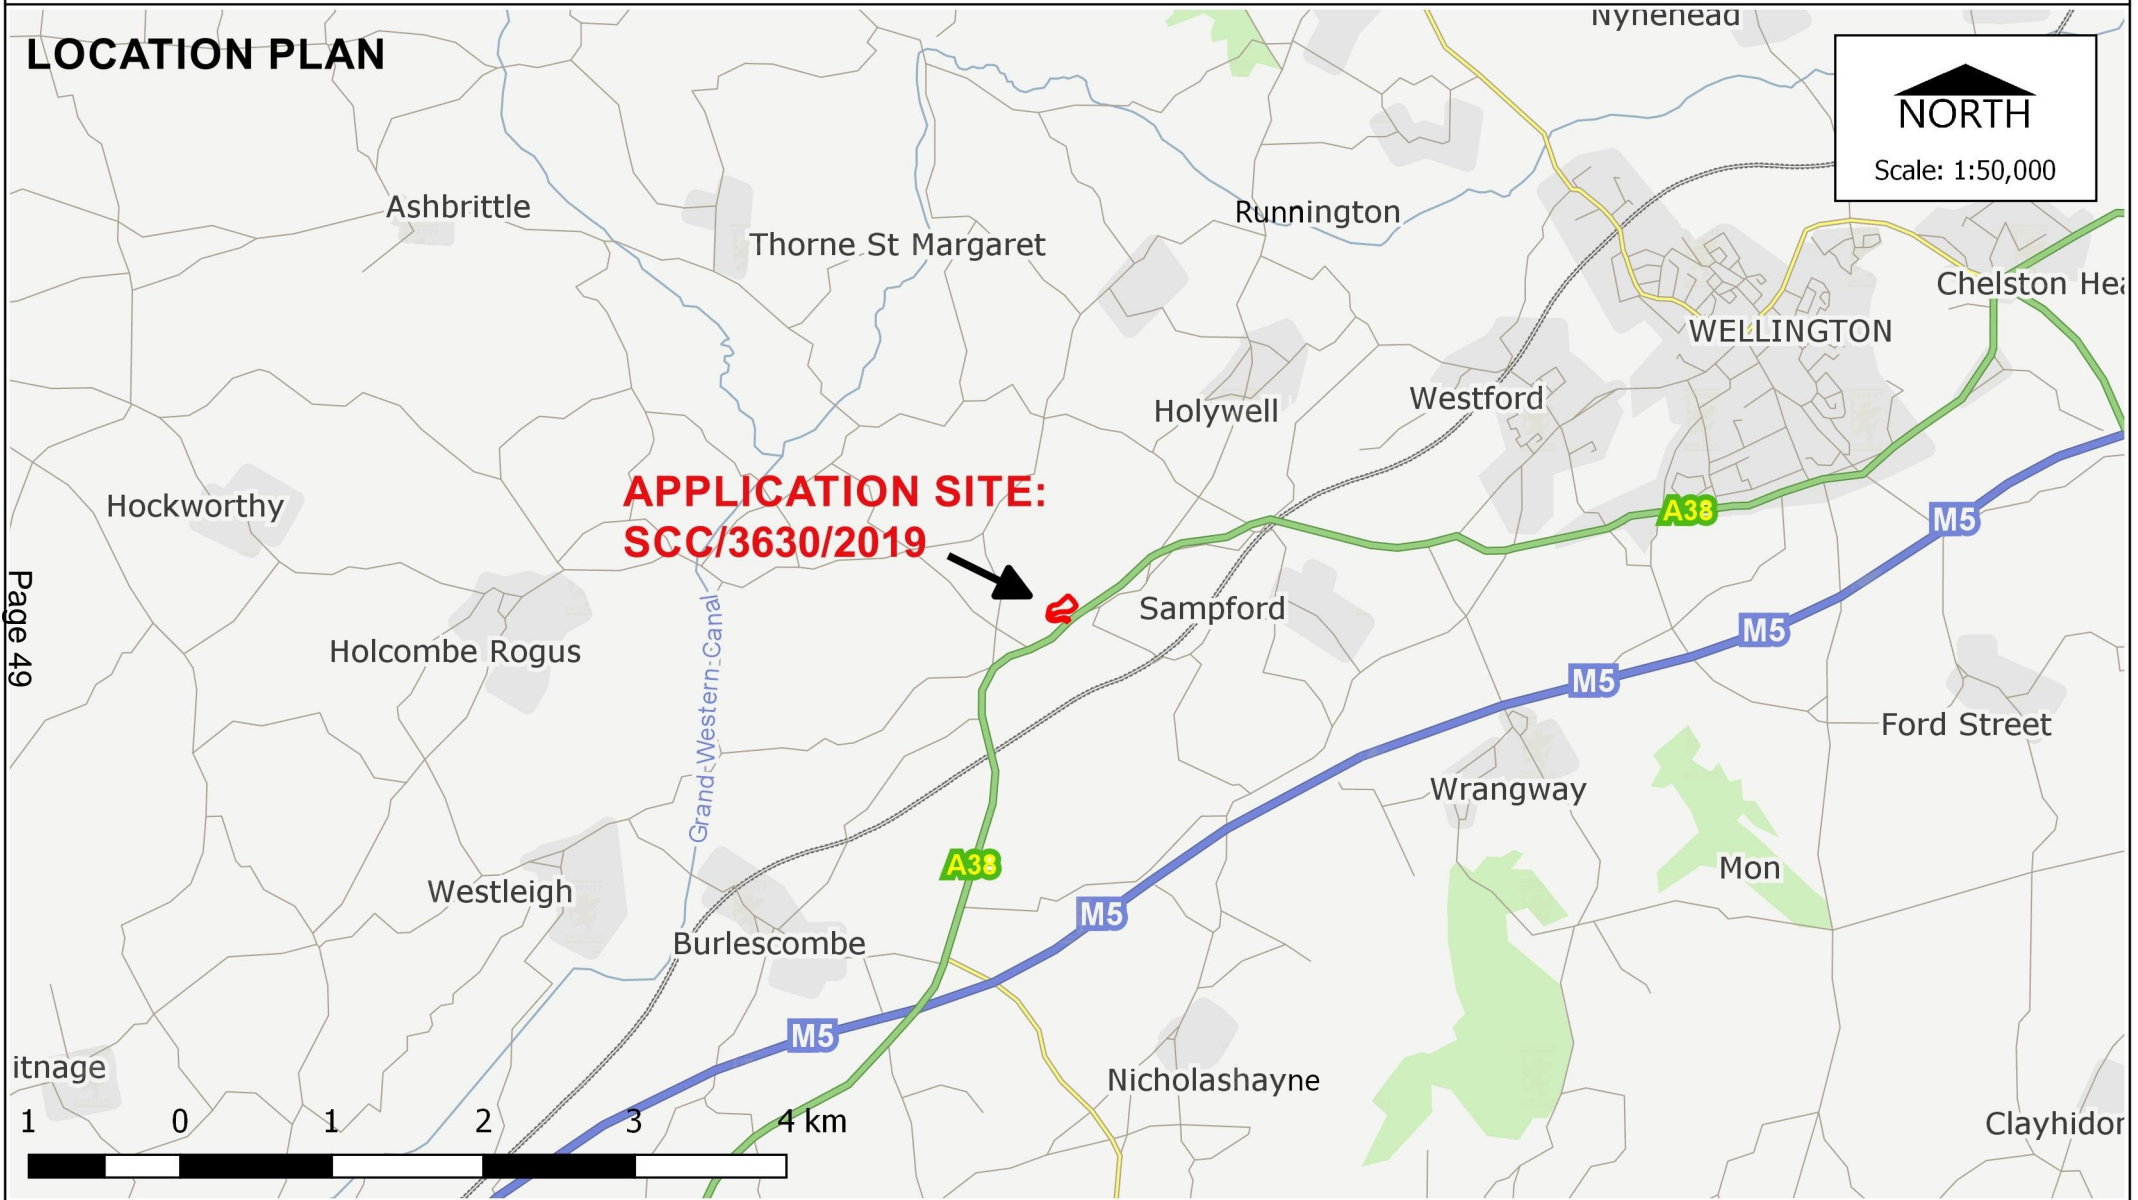 LOCATION PLAN
Nynehead
NORTH
Scale: 1:50,000
Ashbrittle
Runnington
Thorne St Margaret
Chelston Hea
WELLINGTON
Westford
Holywell
Hockworthy
APPLICATION SITE:
SCC/3630/2019
A38
M5
Sampford
M5
Page 49
Holcombe Rogus
M5
Grand Western Canal
Ford Street
Wrangway
A38
Mon
Westleigh
M5
Burlescombe
M5
itnage
Nicholashayne
1 0 1 2 3 4 km
Clayhidon